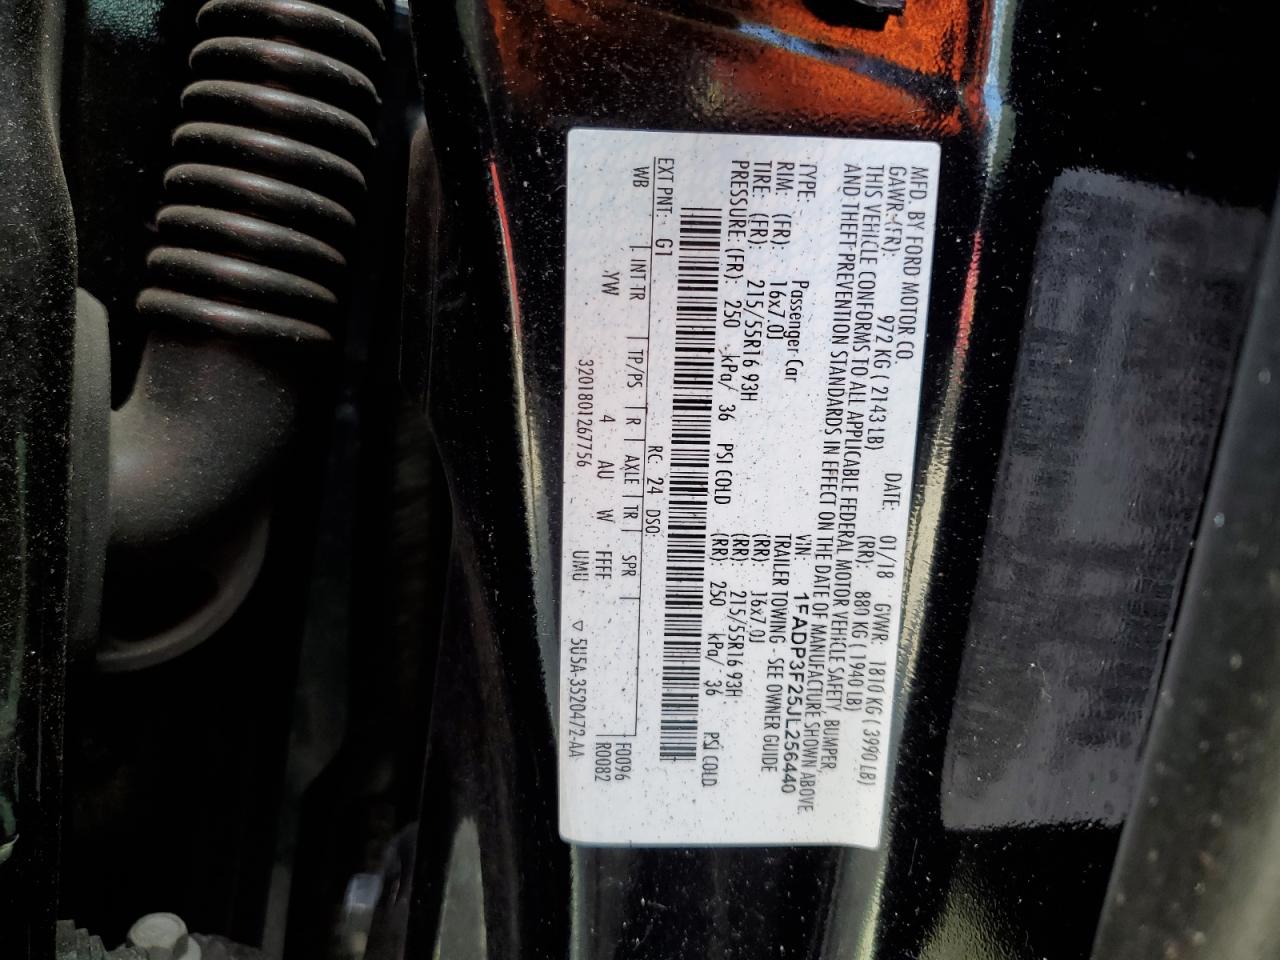 MFD. BY FORD MOTOR CO.
DATE: 01/18 GVWR: 1810 KG ( 3990 LB)
GAWR:(FR): 972 KG ( 2143 LB) (RR): 880 KG ( 1940 LB)
THIS VEHICLE CONFORMS TO ALL APPLICABLE FEDERAL MOTOR VEHICLE SAFETY, BUMPER,
AND THEFT PREVENTION STANDARDS IN EFFECT ON THE DATE OF MANUFACTURE SHOWN ABOVE
VIN: 1FADP3F25JL256440
TYPE: Passenger Car TRAILER TOWING - SEE OWNER GUIDE
RIM: (FR): 16x7.0J (RR): 16x7.0J
TIRE: (FR): 215/55R16 93H (RR): 215/55R16 93H
PRESSURE:(FR): 250 kPa/ 36 PSI COLD (RR): 250 kPa/ 36 PSI COLD
RC: 24 DSO:
EXT PNT: G1 F0096
WB INT TR TP/PS R AXLE TR SPR R0082
YW 4 AU W FFFF
3201801267756 UMU 5U5A-3520472-AA